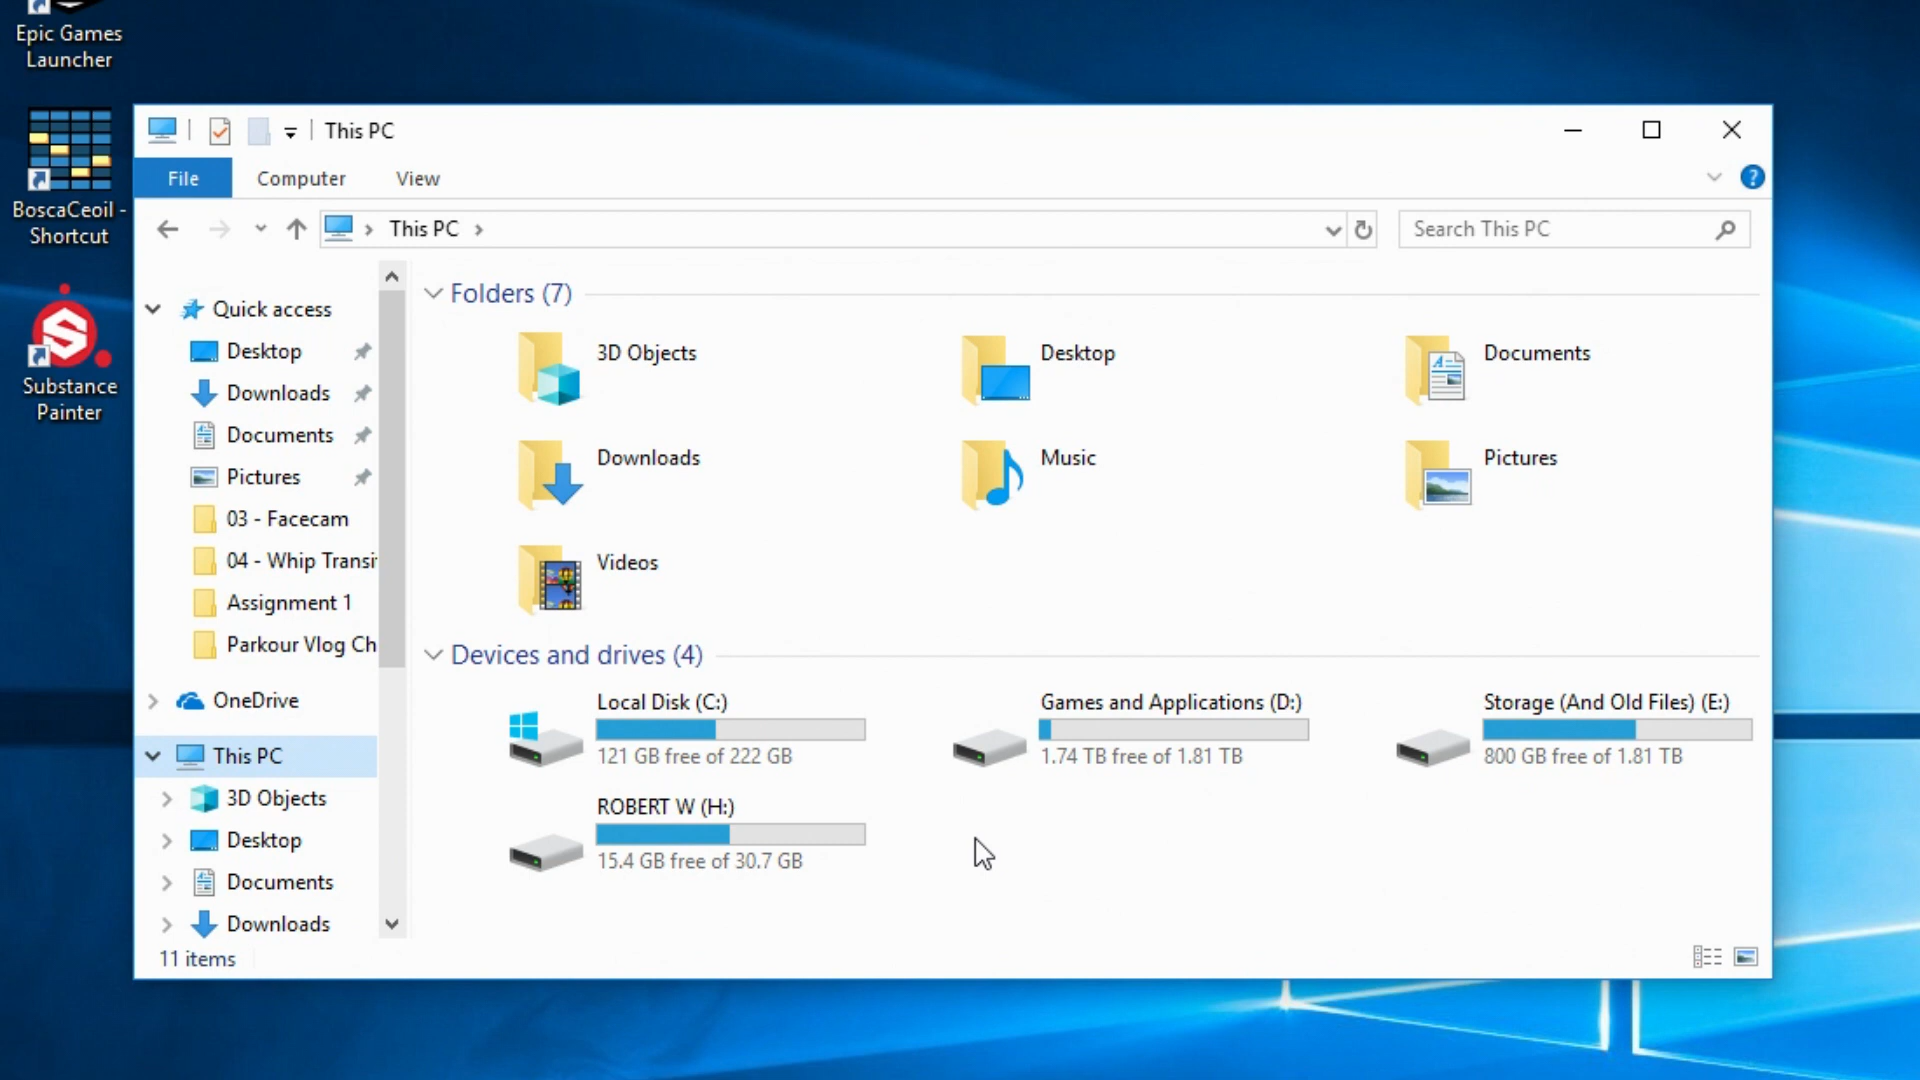 Epic Games
Launcher
BoscaCeoil -
Shortcut
Substance
Painter
This PC
File
Computer
View
This PC
Search This PC
Quick access
Desktop
Downloads
Documents
Pictures
03 - Facecam
04 - Whip Transit
Assignment 1
Parkour Vlog Ch
OneDrive
This PC
3D Objects
Desktop
Documents
Downloads
Folders (7)
3D Objects
Desktop
Documents
Downloads
Music
Pictures
Videos
Devices and drives (4)
Local Disk (C:)
121 GB free of 222 GB
Games and Applications (D:)
1.74 TB free of 1.81 TB
Storage (And Old Files) (E:)
800 GB free of 1.81 TB
ROBERT W (H:)
15.4 GB free of 30.7 GB
11 items